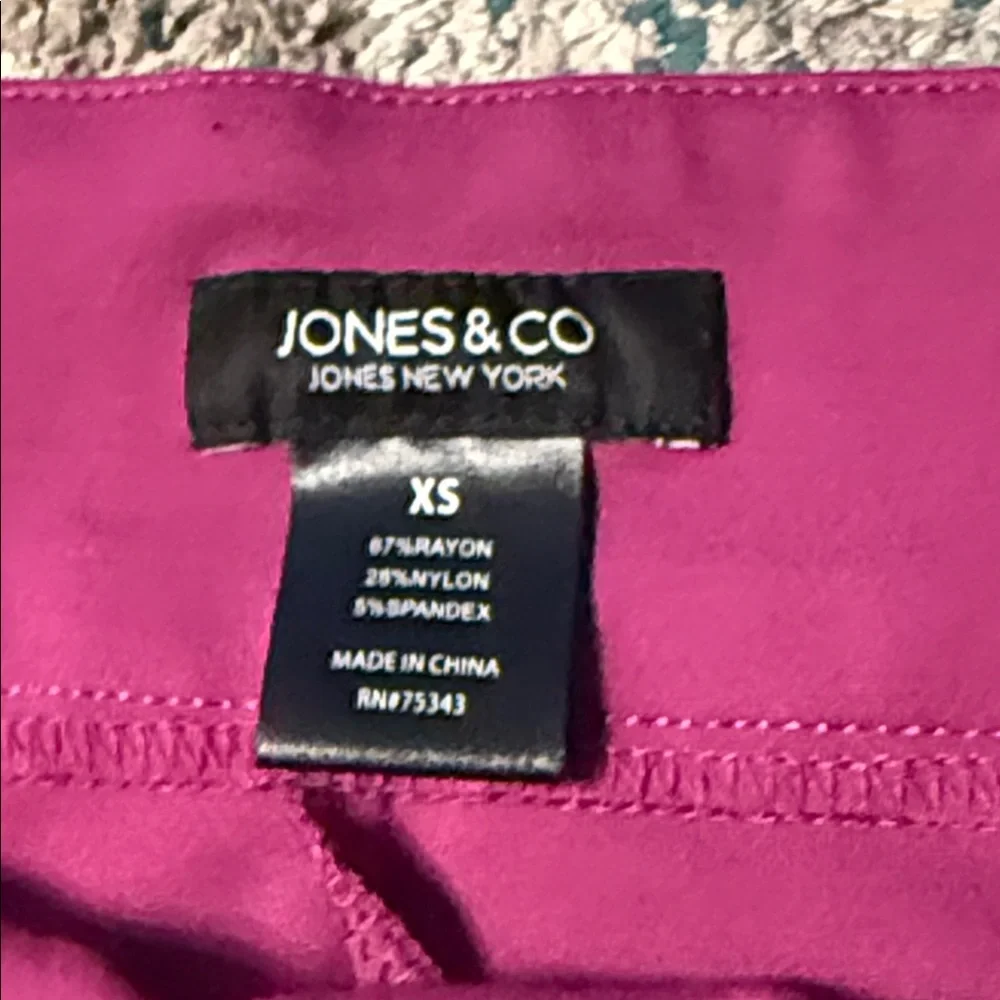 JONES & CO
JONES NEW YORK
XS
67%RAYON
28%NYLON
5%SPANDEX
MADE IN CHINA
RN#75343